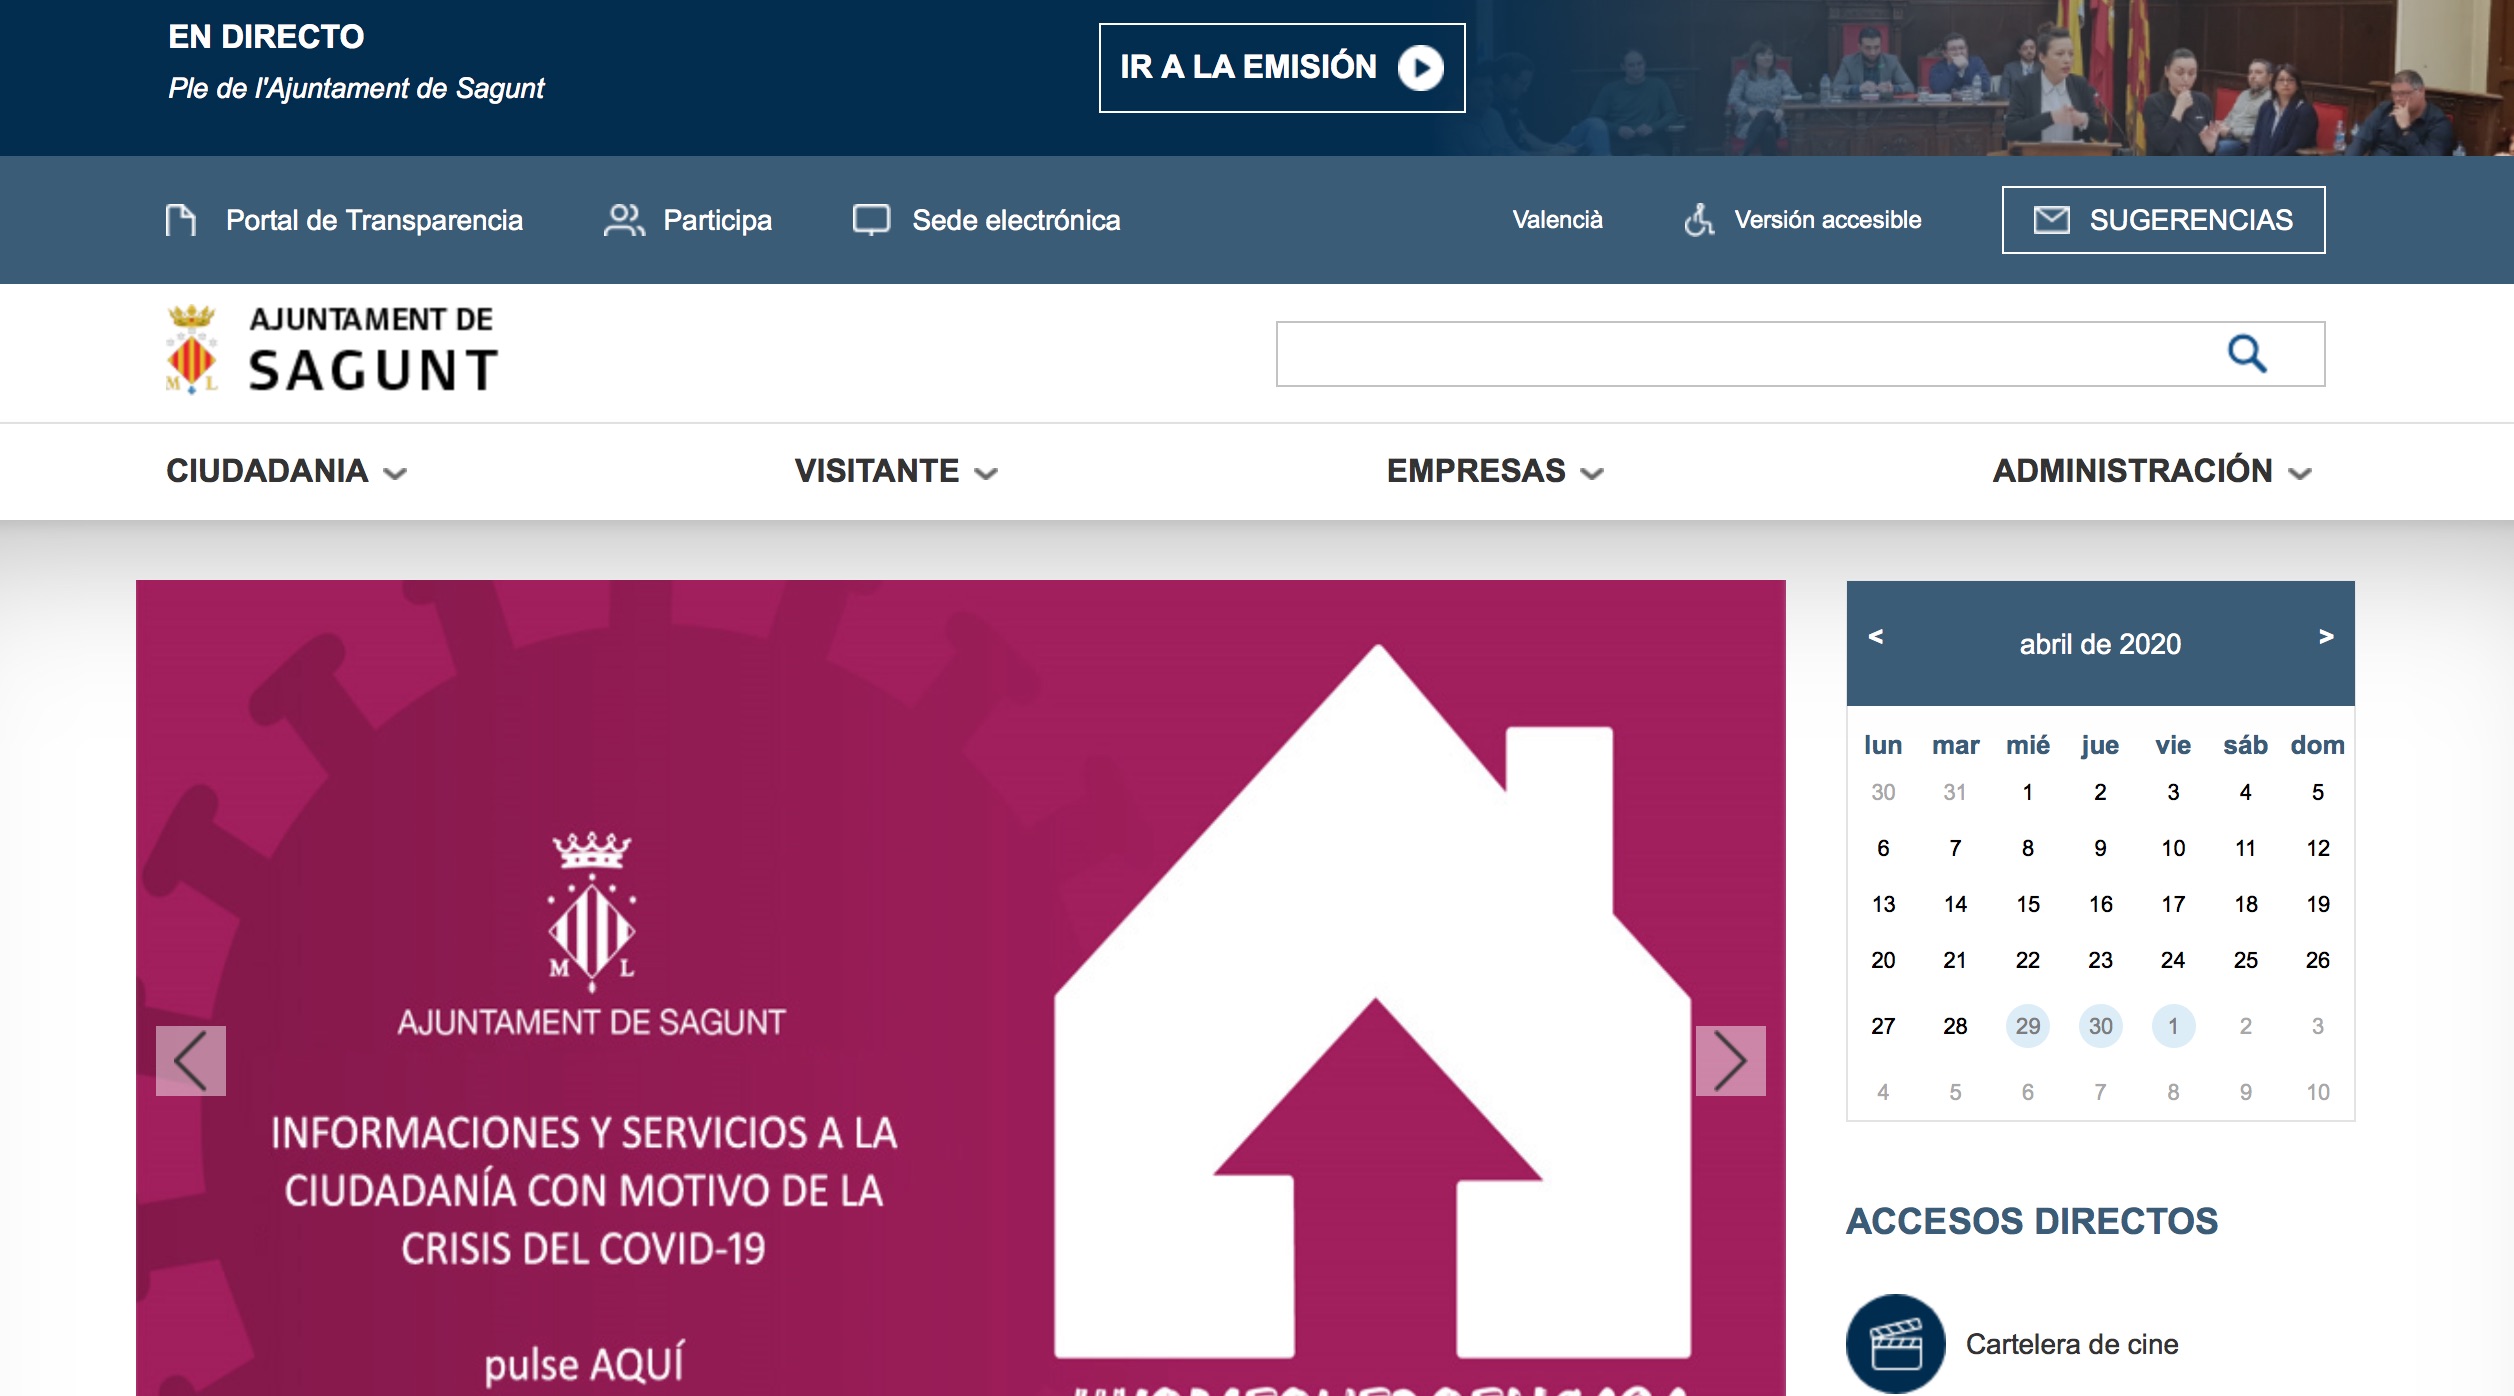 EN DIRECTO
Ple de l'Ajuntament de Sagunt
IR A LA EMISIÓN
Portal de Transparencia
Participa
Sede electrónica
Valencià
Versión accesible
SUGERENCIAS
AJUNTAMENT DE
SAGUNT
M L
CIUDADANIA
VISITANTE
EMPRESAS
ADMINISTRACIÓN
M L
AJUNTAMENT DE SAGUNT
INFORMACIONES Y SERVICIOS A LA
CIUDADANÍA CON MOTIVO DE LA
CRISIS DEL COVID-19
pulse AQUÍ
< abril de 2020 >
lun mar mié jue vie sáb dom
30 31 1 2 3 4 5
6 7 8 9 10 11 12
13 14 15 16 17 18 19
20 21 22 23 24 25 26
27 28 29 30 1 2 3
4 5 6 7 8 9 10
ACCESOS DIRECTOS
Cartelera de cine